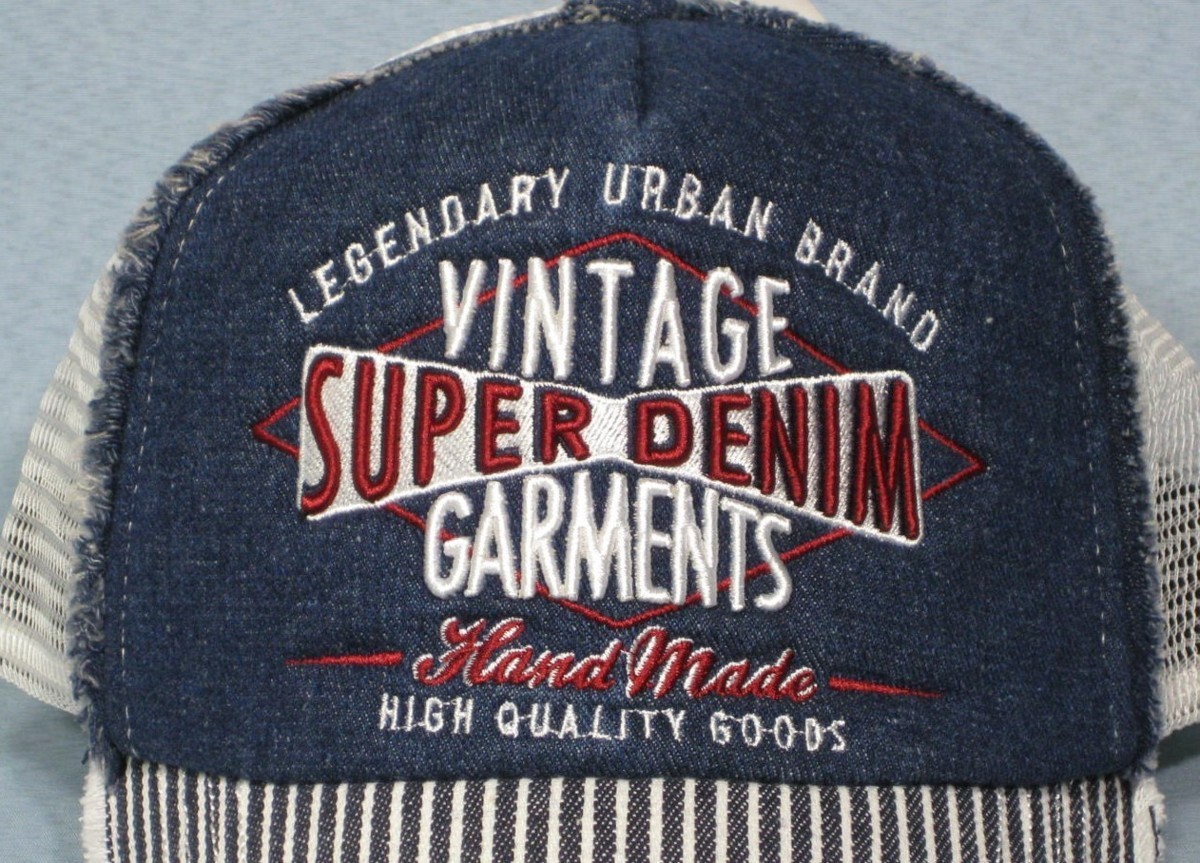 LEGENDARY URBAN BRAND
VINTAGE
SUPER DENIM
GARMENTS
Hand Made
HIGH QUALITY GOODS